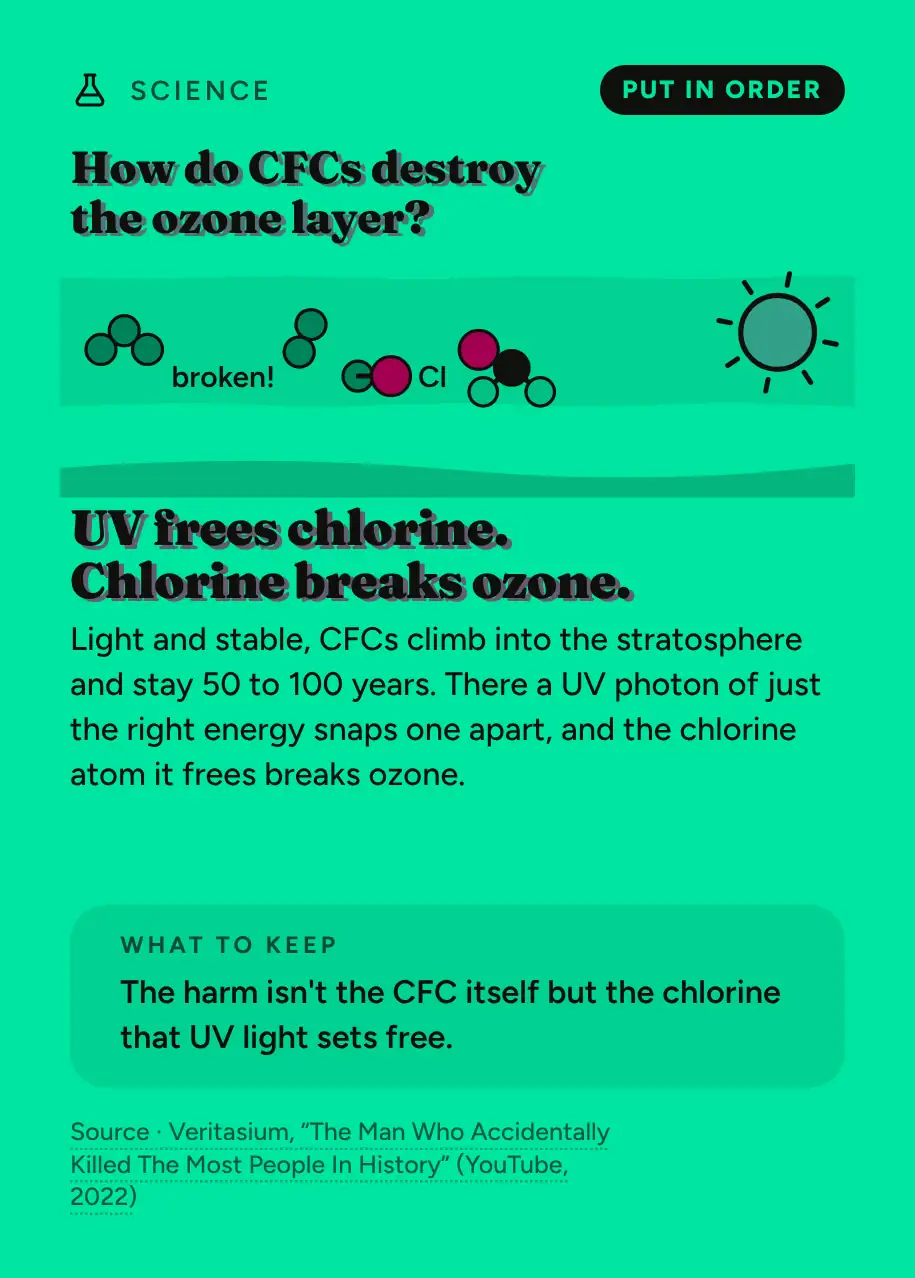 SCIENCE
PUT IN ORDER
How do CFCs destroy
the ozone layer?
broken!
Cl
UV frees chlorine.
Chlorine breaks ozone.
Light and stable, CFCs climb into the stratosphere
and stay 50 to 100 years. There a UV photon of just
the right energy snaps one apart, and the chlorine
atom it frees breaks ozone.
WHAT TO KEEP
The harm isn't the CFC itself but the chlorine
that UV light sets free.
Source · Veritasium, “The Man Who Accidentally
Killed The Most People In History” (YouTube,
2022)